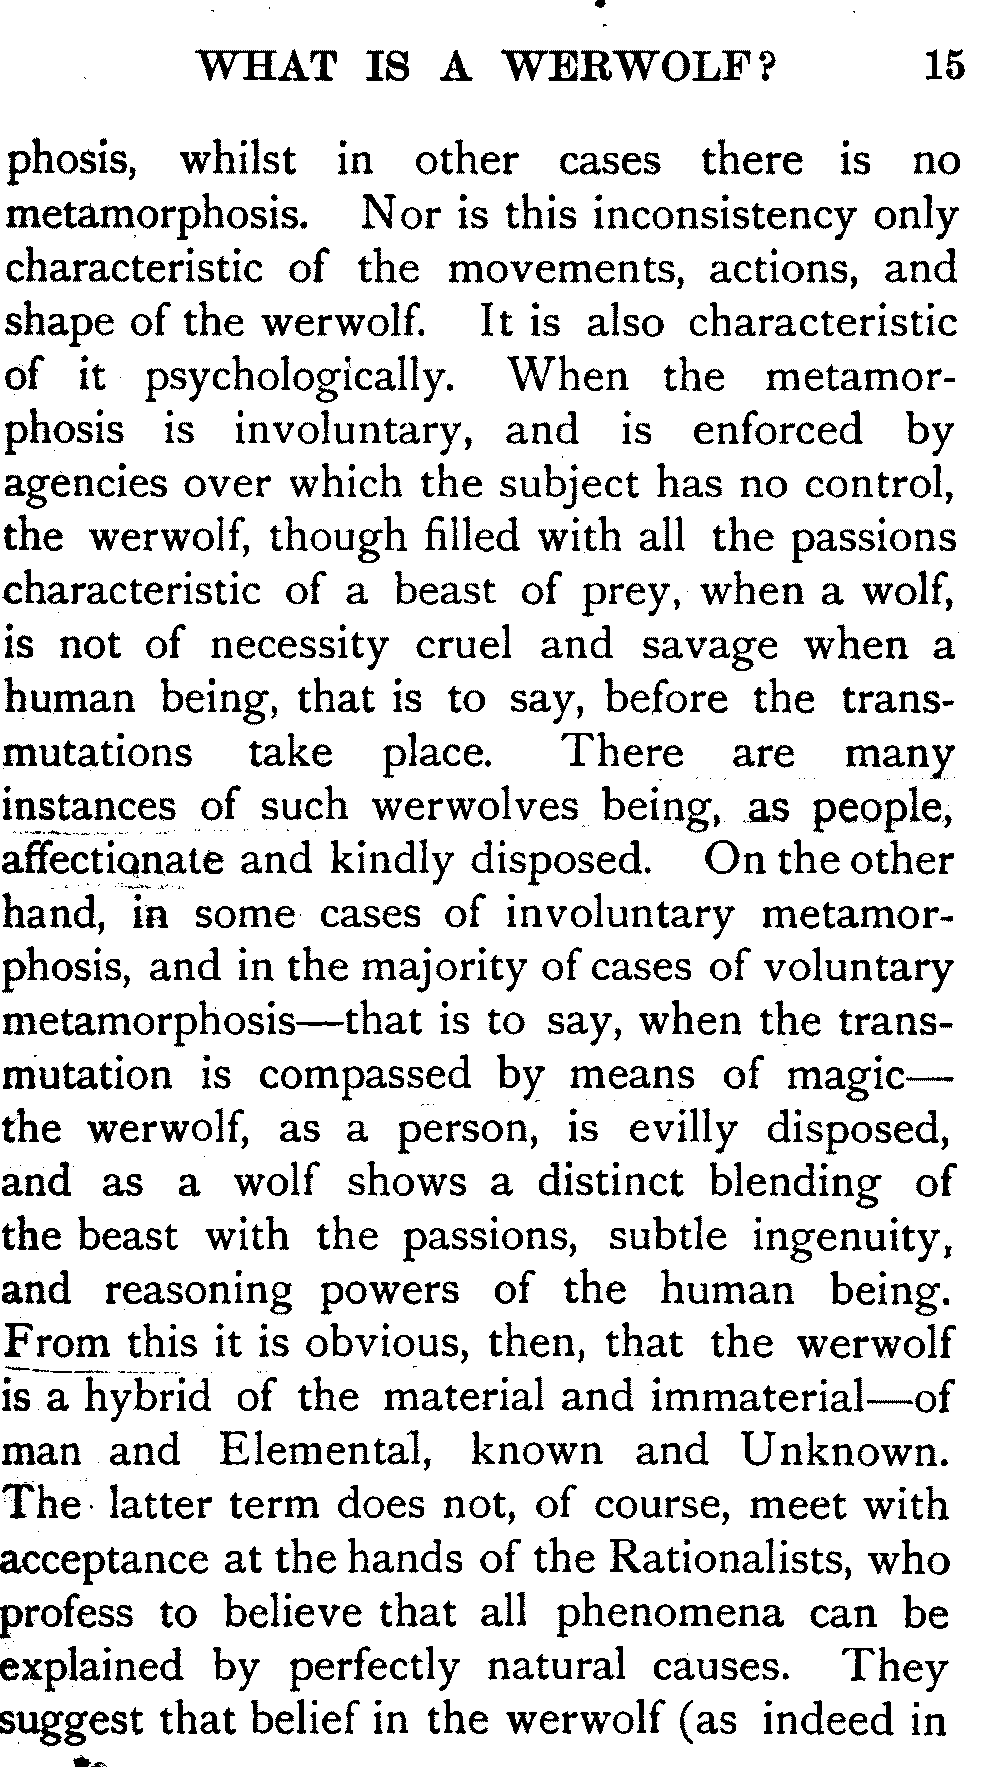 WHAT IS A WERWOLF? 15
phosis, whilst in other cases there is no
metamorphosis. Nor is this inconsistency only
characteristic of the movements, actions, and
shape of the werwolf. It is also characteristic
of it psychologically. When the metamor-
phosis is involuntary, and is enforced by
agencies over which the subject has no control,
the werwolf, though filled with all the passions
characteristic of a beast of prey, when a wolf,
is not of necessity cruel and savage when a
human being, that is to say, before the trans-
mutations take place. There are many
instances of such werwolves being, as people,
affectionate and kindly disposed. On the other
hand, in some cases of involuntary metamor-
phosis, and in the majority of cases of voluntary
metamorphosis—that is to say, when the trans-
mutation is compassed by means of magic—
the werwolf, as a person, is evilly disposed,
and as a wolf shows a distinct blending of
the beast with the passions, subtle ingenuity,
and reasoning powers of the human being.
From this it is obvious, then, that the werwolf
is a hybrid of the material and immaterial—of
man and Elemental, known and Unknown.
The latter term does not, of course, meet with
acceptance at the hands of the Rationalists, who
profess to believe that all phenomena can be
explained by perfectly natural causes. They
suggest that belief in the werwolf (as indeed in